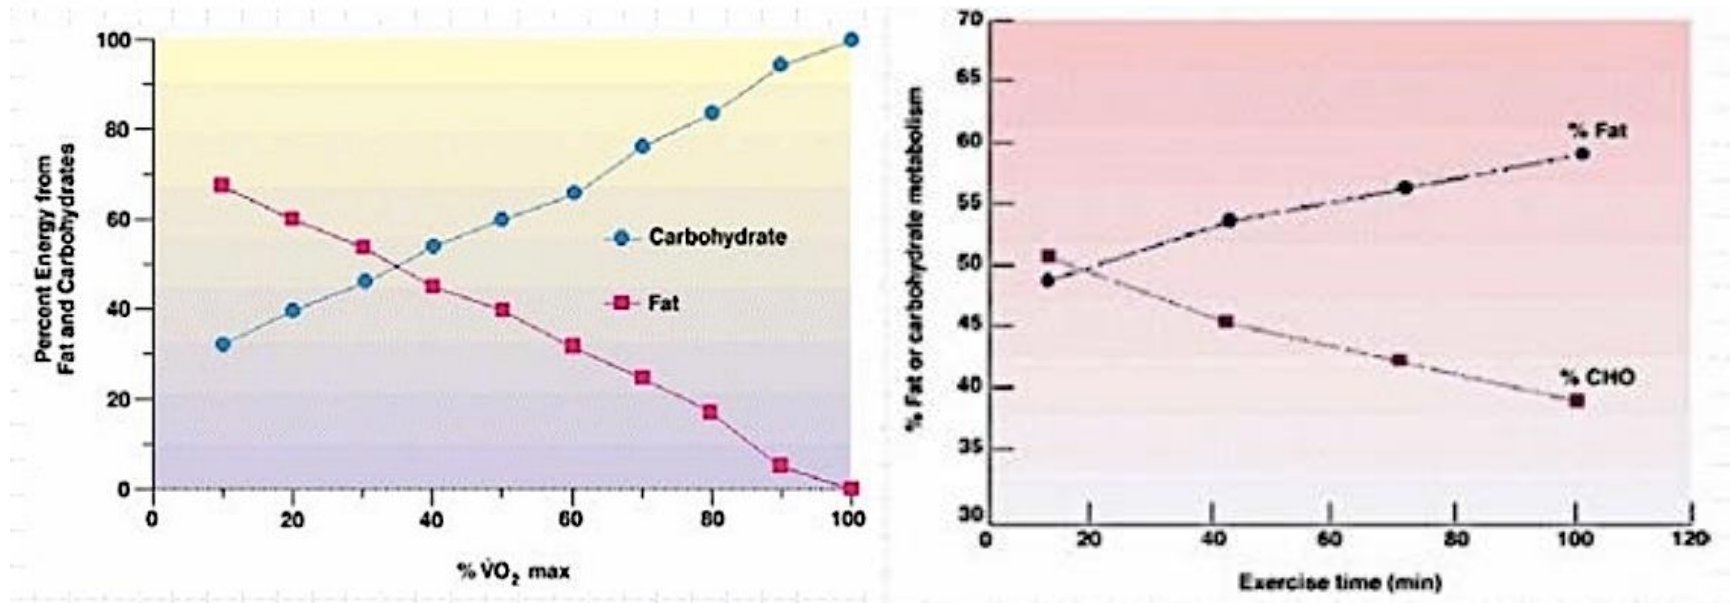 Percent Energy from
Fat and Carbohydrates
100
80
60
40
20
0
0 20 40 60 80 100
% V̇O₂ max
Carbohydrate
Fat
% Fat or carbohydrate metabolism
70
65
60
55
50
45
40
35
30
0 20 40 60 80 100 120
Exercise time (min)
% Fat
% CHO